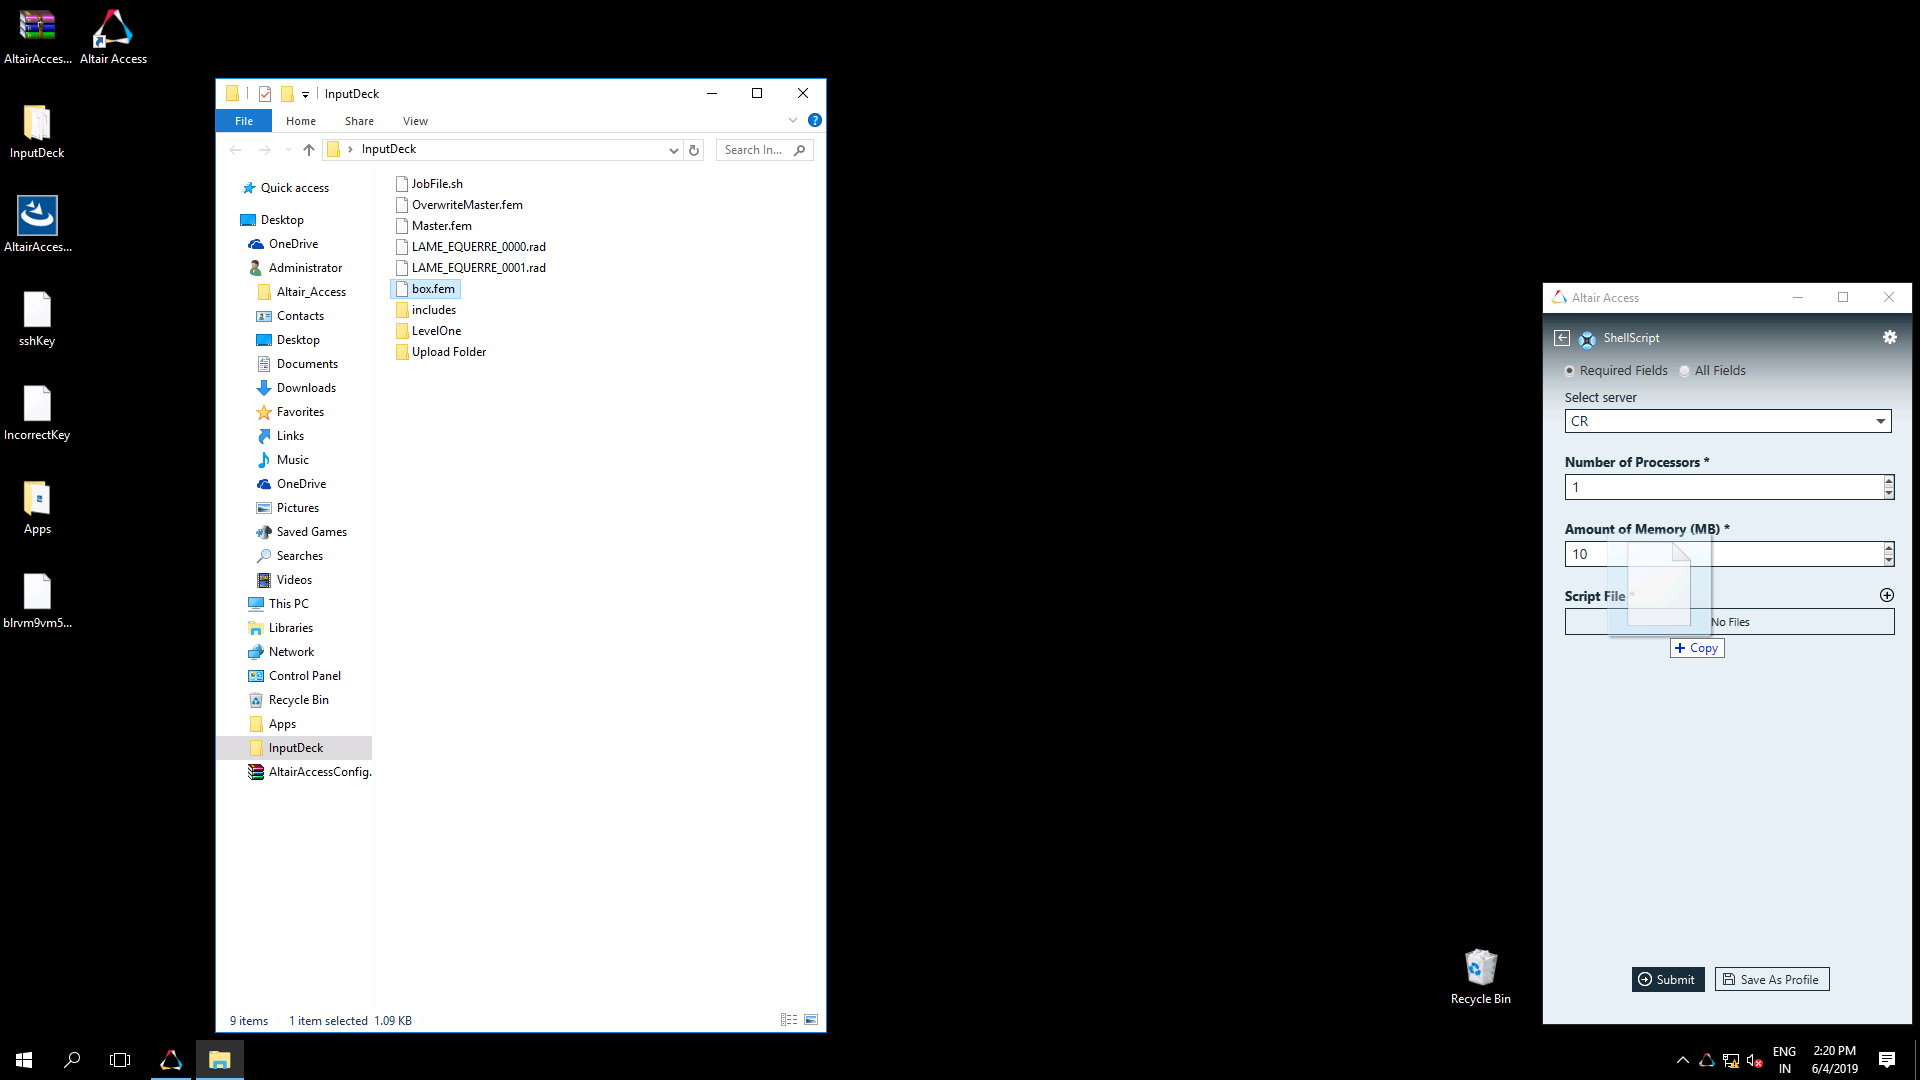 AltairAcces...
Altair Access
InputDeck
AltairAcces...
sshKey
IncorrectKey
Apps
blrvm9vm5...
InputDeck
File
Home
Share
View
?
InputDeck
Search In...
Quick access
Desktop
OneDrive
Administrator
Altair_Access
Contacts
Desktop
Documents
Downloads
Favorites
Links
Music
OneDrive
Pictures
Saved Games
Searches
Videos
This PC
Libraries
Network
Control Panel
Recycle Bin
Apps
InputDeck
AltairAccessConfig.
JobFile.sh
OverwriteMaster.fem
Master.fem
LAME_EQUERRE_0000.rad
LAME_EQUERRE_0001.rad
box.fem
includes
LevelOne
Upload Folder
9 items
1 item selected 1.09 KB
Recycle Bin
Altair Access
ShellScript
Required Fields
All Fields
Select server
CR
Number of Processors *
1
Amount of Memory (MB) *
10
Script File *
No Files
+ Copy
Submit
Save As Profile
ENG
IN
2:20 PM
6/4/2019